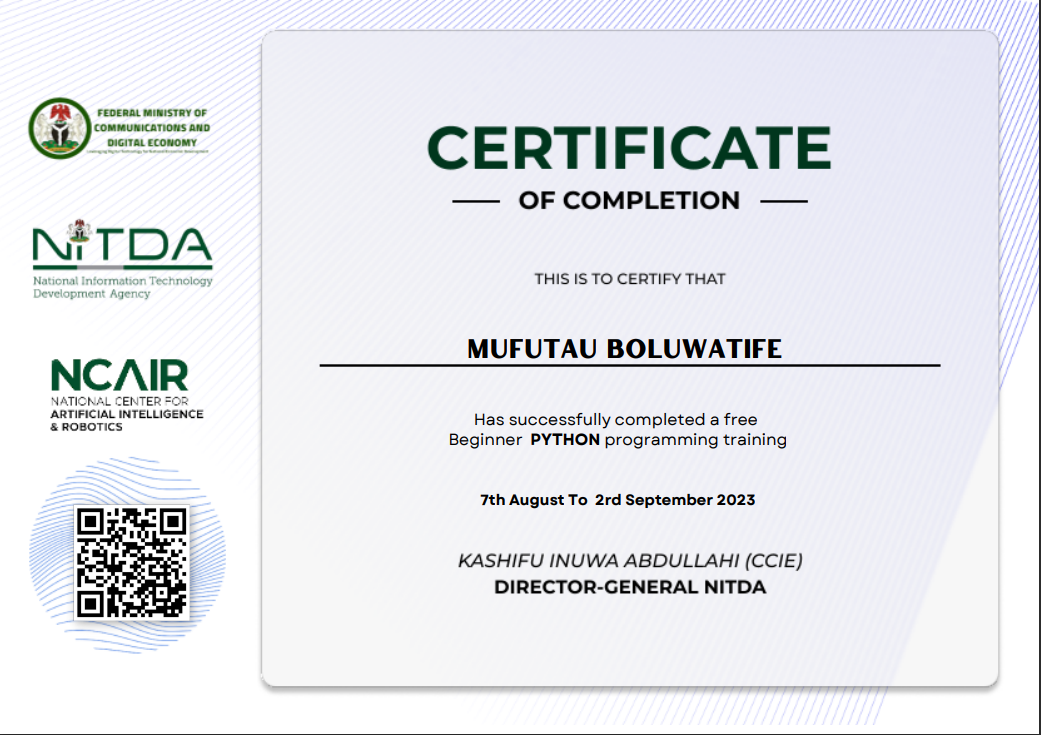 FEDERAL MINISTRY OF
COMMUNICATIONS AND
DIGITAL ECONOMY
NiTDA
National Information Technology
Development Agency
NCAIR
NATIONAL CENTER FOR
ARTIFICIAL INTELLIGENCE
& ROBOTICS
CERTIFICATE
OF COMPLETION
THIS IS TO CERTIFY THAT
MUFUTAU BOLUWATIFE
Has successfully completed a free
Beginner PYTHON programming training
7th August To 2rd September 2023
KASHIFU INUWA ABDULLAHI (CCIE)
DIRECTOR-GENERAL NITDA